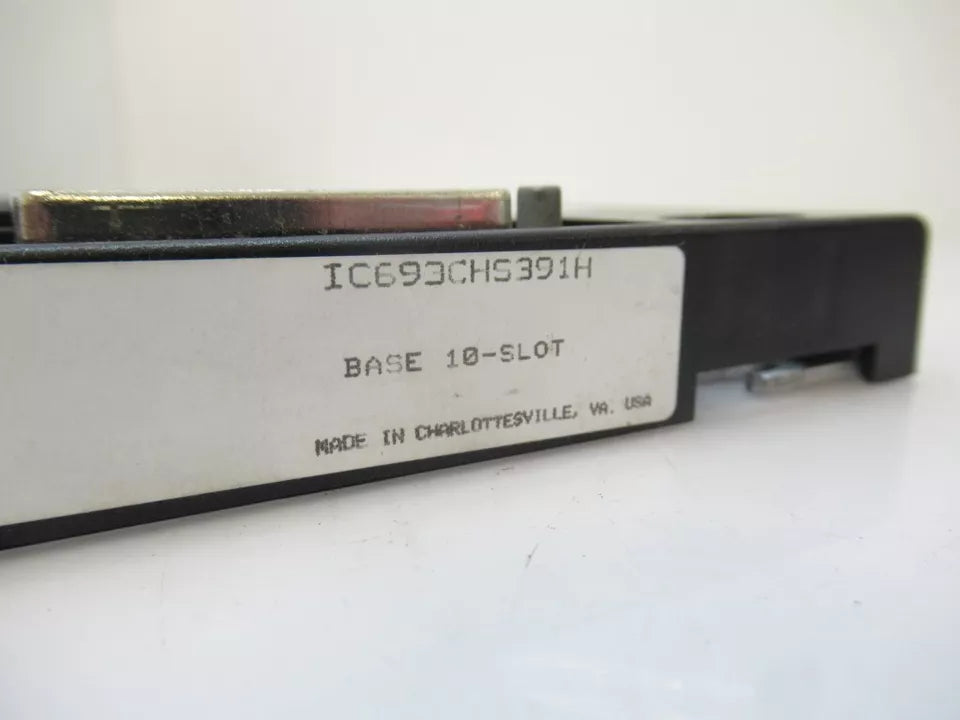 IC693CHS391H
BASE 10-SLOT
MADE IN CHARLOTTESVILLE, VA. USA